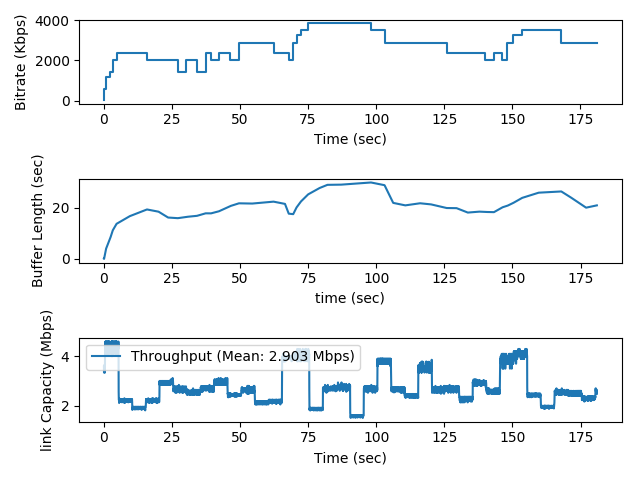 Bitrate (Kbps)
4000
2000
0
0 25 50 75 100 125 150 175
Time (sec)
Buffer Length (sec)
20
0
0 25 50 75 100 125 150 175
time (sec)
link Capacity (Mbps)
4
2
Throughput (Mean: 2.903 Mbps)
0 25 50 75 100 125 150 175
Time (sec)